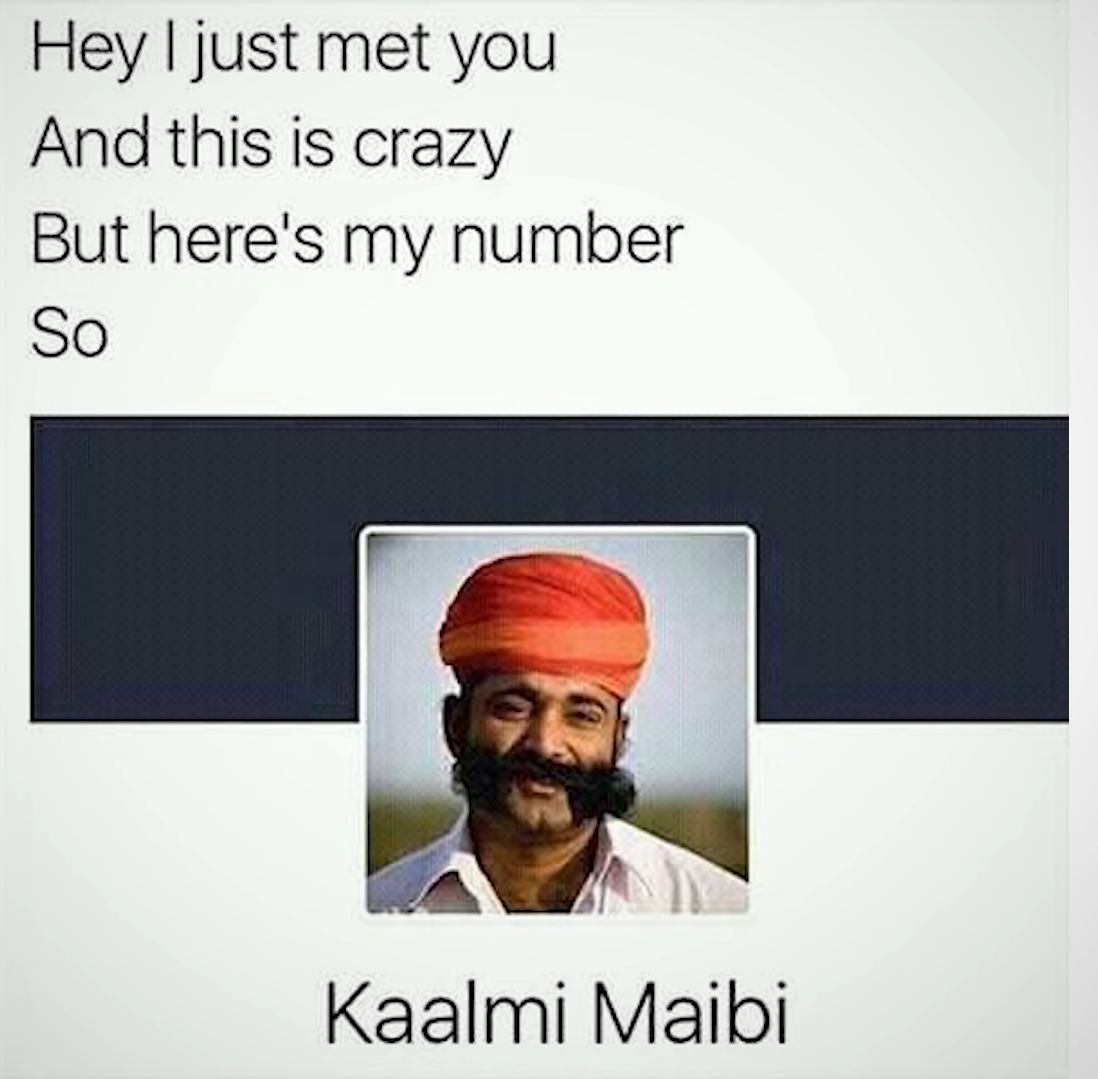 Hey I just met you
And this is crazy
But here's my number
So
Kaalmi Maibi